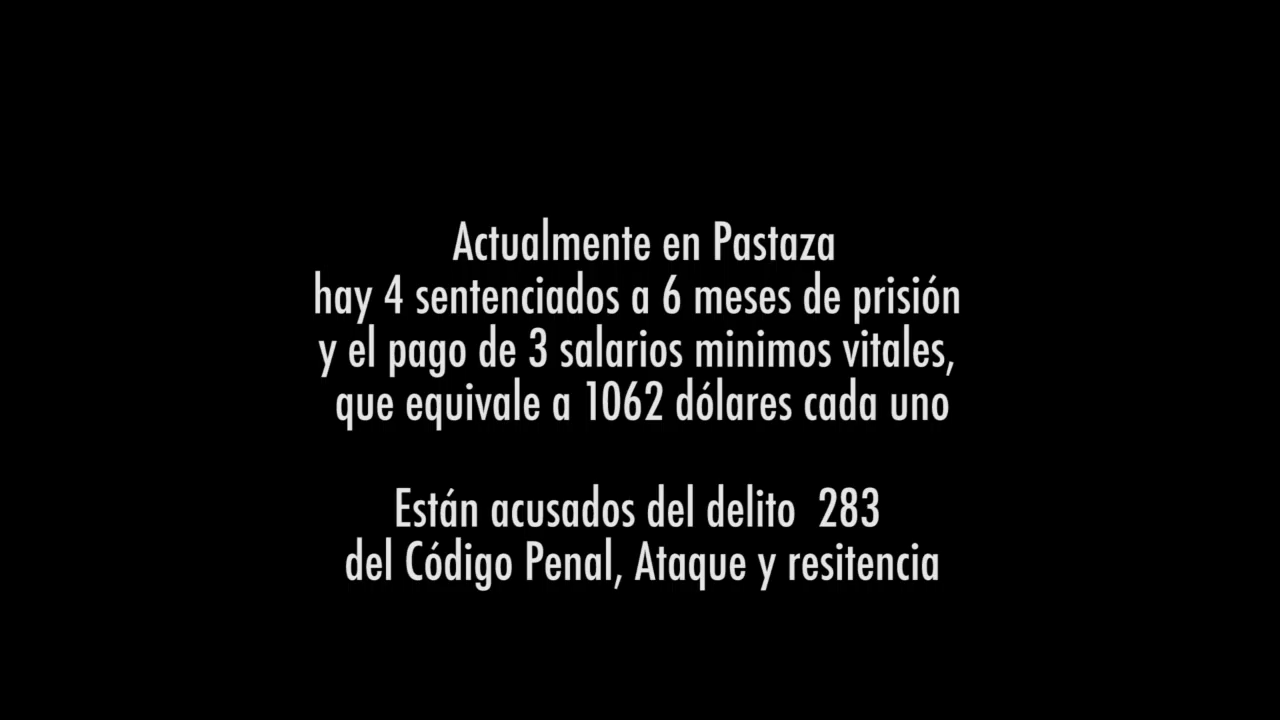 Actualmente en Pastaza
hay 4 sentenciados a 6 meses de prisión
y el pago de 3 salarios minimos vitales,
que equivale a 1062 dólares cada uno
Están acusados del delito 283
del Código Penal, Ataque y resitencia